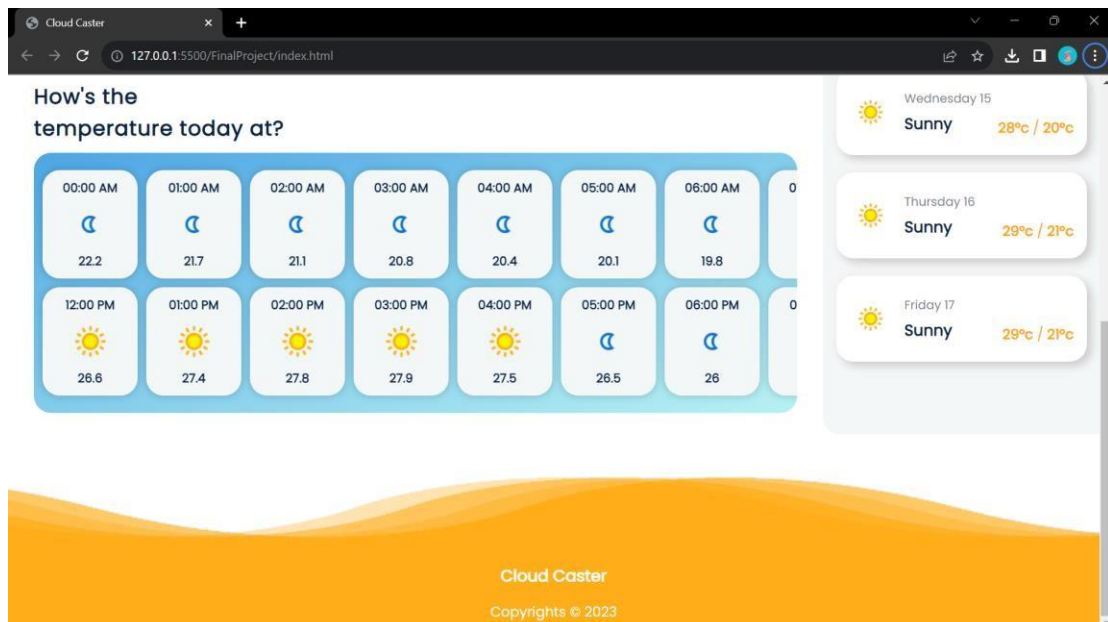 Cloud Caster
127.0.0.1:5500/FinalProject/index.html
How's the
temperature today at?
00:00 AM 01:00 AM 02:00 AM 03:00 AM 04:00 AM 05:00 AM 06:00 AM 0
22.2 21.7 21.1 20.8 20.4 20.1 19.8
12:00 PM 01:00 PM 02:00 PM 03:00 PM 04:00 PM 05:00 PM 06:00 PM 0
26.6 27.4 27.8 27.9 27.5 26.5 26
Wednesday 15
Sunny 28°c / 20°c
Thursday 16
Sunny 29°c / 21°c
Friday 17
Sunny 29°c / 21°c
Cloud Caster
Copyrights © 2023